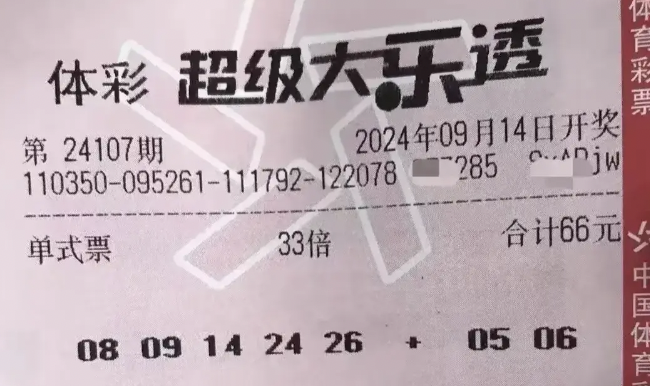 体彩 超级大乐透
第 24107期 2024年09月14日开奖
110350-095261-111792-122078 285 jw
单式票 33倍 合计66元
08 09 14 24 26 + 05 06
体育彩票
中国体育